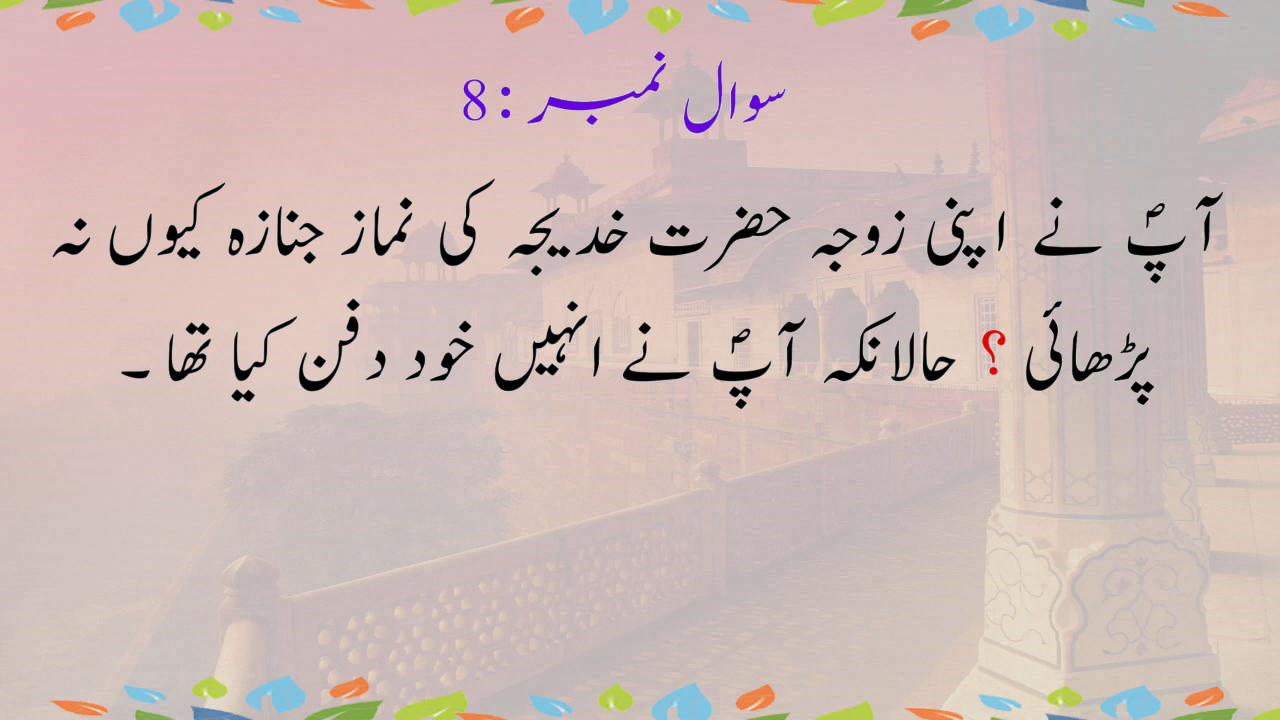 سوال نمبر :8
آپؐ نے اپنی زوجہ حضرت خدیجہ کی نماز جنازہ کیوں نہ
پڑھائی ؟ حالانکہ آپؐ نے انہیں خود دفن کیا تھا ۔